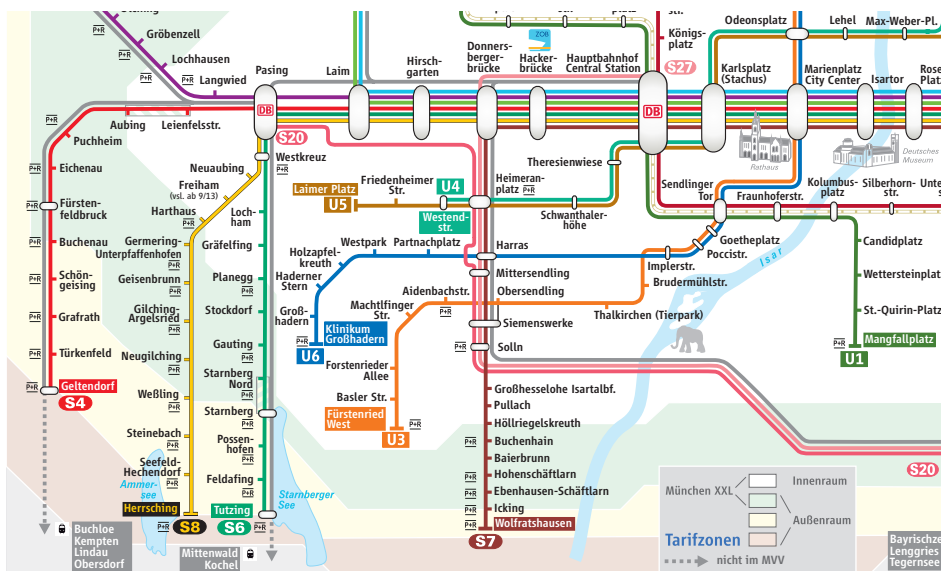 Gröbenzell
Lochhausen
Langwied
P+R
Pasing
Laim
Hirsch-
garten
Donners-
berger-
brücke
ZOB
Hacker-
brücke
Hauptbahnhof
Central Station
S27
Königs-
platz
Odeonsplatz
Lehel
Max-Weber-Pl.
Karlsplatz
(Stachus)
Marienplatz
City Center
Isartor
DB
DB
S20
Aubing
Leienfelsstr.
Puchheim
P+R
Eichenau
P+R
Fürsten-
feldbruck
P+R
Buchenau
P+R
Schön-
geising
P+R
Grafrath
P+R
Türkenfeld
P+R
Geltendorf
S4
P+R
Westkreuz
P+R
Neuaubing
Freiham
(vsl. ab 9/13)
Harthaus
P+R
Germering-
Unterpfaffenhofen
P+R
Geisenbrunn
P+R
Gilching-
Argelsried
P+R
Neugilching
P+R
Weßling
P+R
Steinebach
P+R
Seefeld-
Hechendorf
P+R
Ammer-
see
Herrsching
P+R
S8
Loch-
ham
Gräfelfing
P+R
Planegg
P+R
Stockdorf
Gauting
P+R
Starnberg
Nord
P+R
Starnberg
P+R
Possen-
hofen
P+R
Feldafing
P+R
Tutzing
S6
P+R
Starnberger
See
Laimer Platz
U5
Friedenheimer
Str.
U4
Westend-
str.
Heimeran-
platz P+R
Theresienwiese
Schwanthaler-
höhe
Rathaus
Deutsches
Museum
Sendlinger
Tor
Fraunhoferstr.
Kolumbus-
platz
Silberhorn-
str.
Goetheplatz
Poccistr.
Implerstr.
Brudermühlstr.
Isar
Candidplatz
Wettersteinplatz
St.-Quirin-Platz
Mangfallplatz
U1
P+R
Holzapfel-
kreuth
Westpark
Partnachplatz
Harras
Haderner
Stern
Groß-
hadern
Klinikum
Großhadern
P+R
U6
Mittersendling
Aidenbachstr.
P+R
Obersendling
Machtlfinger
Str.
Thalkirchen (Tierpark)
Siemenswerke
P+R
Solln
Forstenrieder
Allee
Basler Str.
Fürstenried
West
U3
P+R
Großhesselohe Isartalbf.
Pullach
Höllriegelskreuth
P+R
Buchenhain
Baierbrunn
P+R
Hohenschäftlarn
P+R
Ebenhausen-Schäftlarn
P+R
Icking
P+R
Wolfratshausen
S7
S20
München XXL
Innenraum
Außenraum
Tarifzonen
nicht im MVV
Buchloe
Kempten
Lindau
Obersdorf
Mittenwald
Kochel
Lenggries